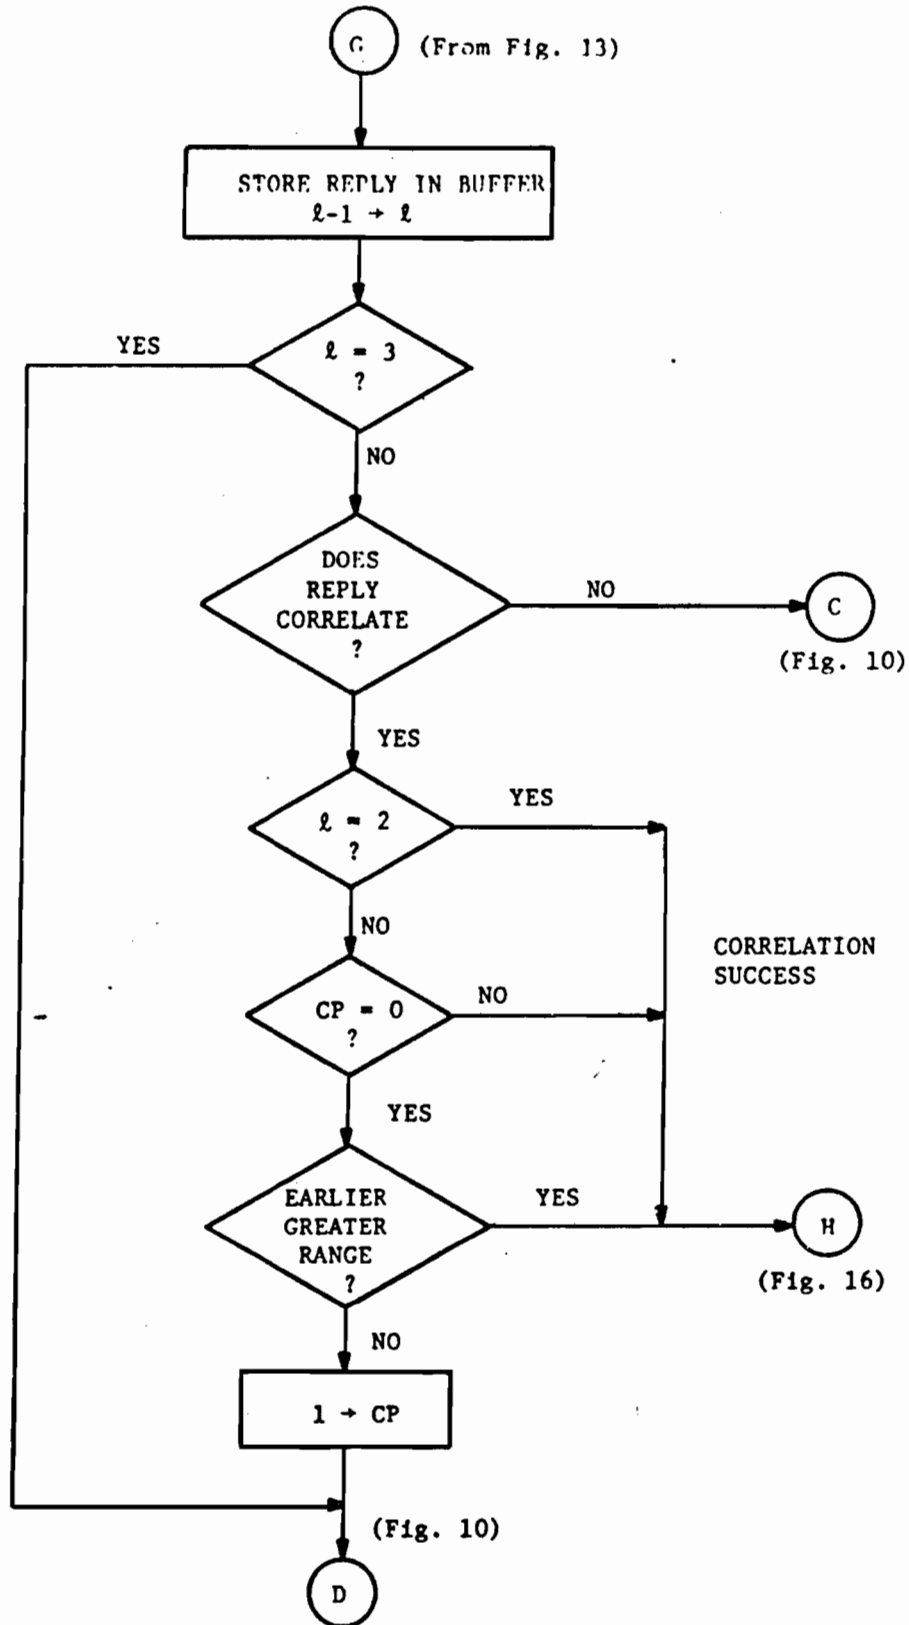 G (From Fig. 13)
STORE REPLY IN BUFFER
ℓ-1 → ℓ
YES
ℓ = 3
?
NO
DOES
REPLY
CORRELATE
?
NO
C
(Fig. 10)
YES
ℓ = 2
?
YES
NO
CORRELATION
SUCCESS
CP = 0
?
NO
YES
EARLIER
GREATER
RANGE
?
YES
H
(Fig. 16)
NO
1 → CP
(Fig. 10)
D